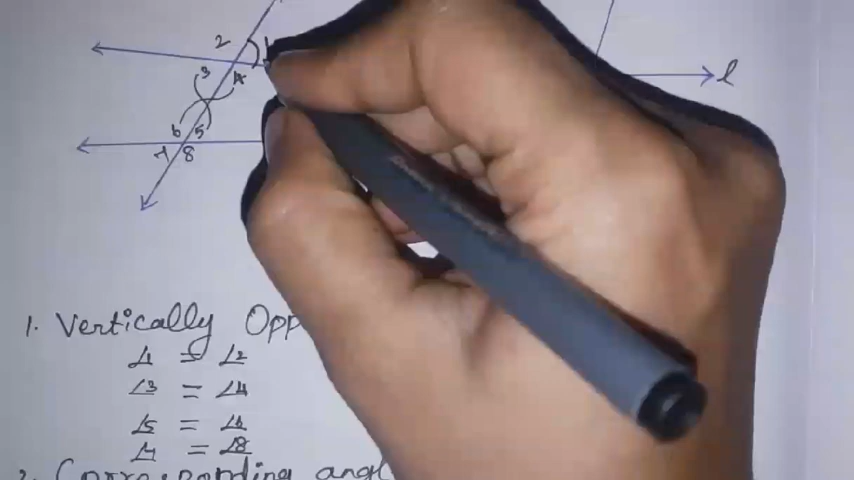 2
1
3 4
6 5
7 8
l
1. Vertically Opp
∠1 = ∠2
∠3 = ∠4
∠5 = ∠6
∠7 = ∠8
2. Corresponding angl